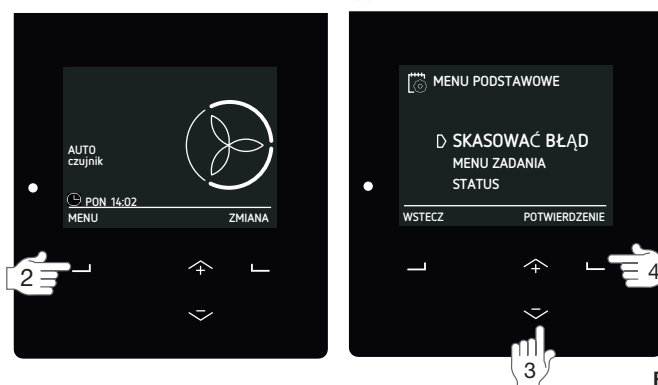 AUTO
czujnik
PON 14:02
MENU ZMIANA
2
MENU PODSTAWOWE
SKASOWAĆ BŁĄD
MENU ZADANIA
STATUS
WSTECZ POTWIERDZENIE
4
3